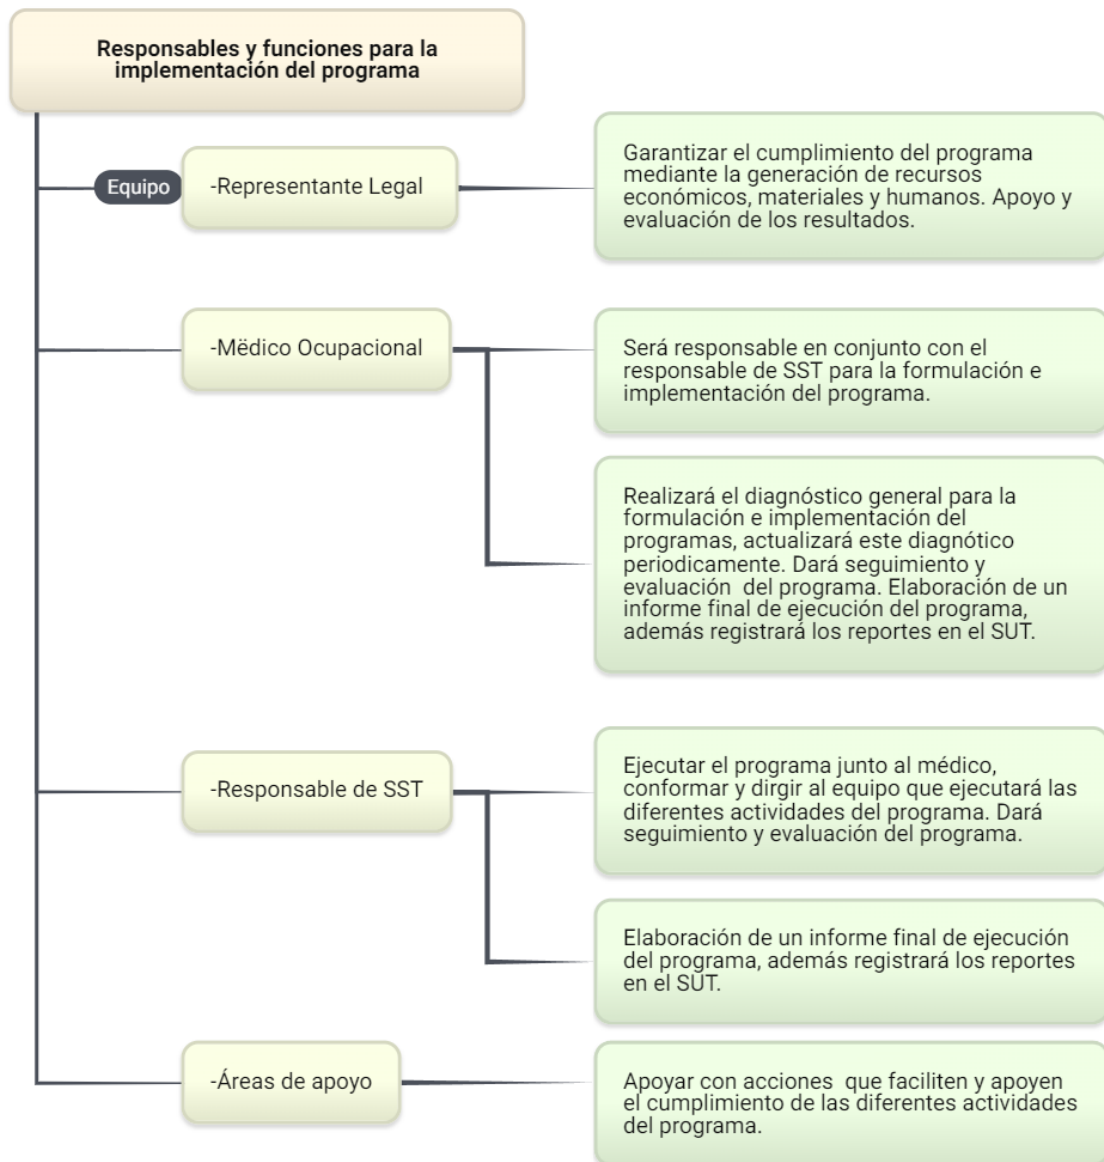 Responsables y funciones para la
implementación del programa
Equipo
-Representante Legal
Garantizar el cumplimiento del programa
mediante la generación de recursos
económicos, materiales y humanos. Apoyo y
evaluación de los resultados.
-Mëdico Ocupacional
Será responsable en conjunto con el
responsable de SST para la formulación e
implementación del programa.
Realizará el diagnóstico general para la
formulación e implementación del
programas, actualizará este diagnótico
periodicamente. Dará seguimiento y
evaluación  del programa. Elaboración de un
informe final de ejecución del programa,
además registrará los reportes en el SUT.
-Responsable de SST
Ejecutar el programa junto al médico,
conformar y dirgir al equipo que ejecutará las
diferentes actividades del programa. Dará
seguimiento y evaluación del programa.
Elaboración de un informe final de ejecución
del programa, además registrará los reportes
en el SUT.
-Áreas de apoyo
Apoyar con acciones  que faciliten y apoyen
el cumplimiento de las diferentes actividades
del programa.